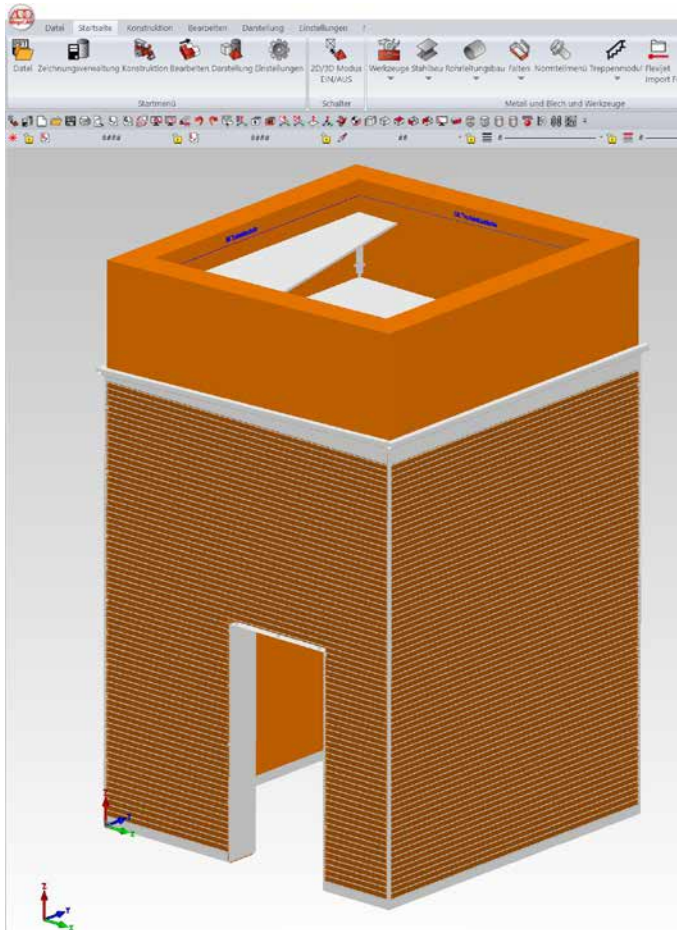 Datei Startseite Konstruktion Bearbeiten Darstellung Einstellungen
Datei Zeichnungsverwaltung Konstruktion Bearbeiten Darstellung Einstellungen 2D/3D Modus Werkzeuge Stahlbau Rohrleitungsbau Falten Normteilmenü Treppenmodul Flexijet
EIN/AUS Import
Startmenü Schalter Metall und Blech und Werkzeuge
Z
Y
X
Z
Y
X